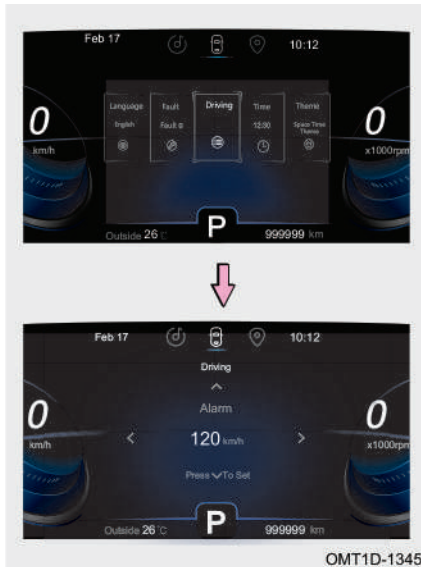 Feb 17 10:12
Language Fault Driving Time Theme
English Fault 0 12:30 Space Time
Theme
0 0
km/h x1000rpm
Outside 26°C P 999999 km
Feb 17 10:12
Driving
Alarm
0 120 km/h 0
km/h x1000rpm
Press To Set
Outside 26°C P 999999 km
OMT1D-1345